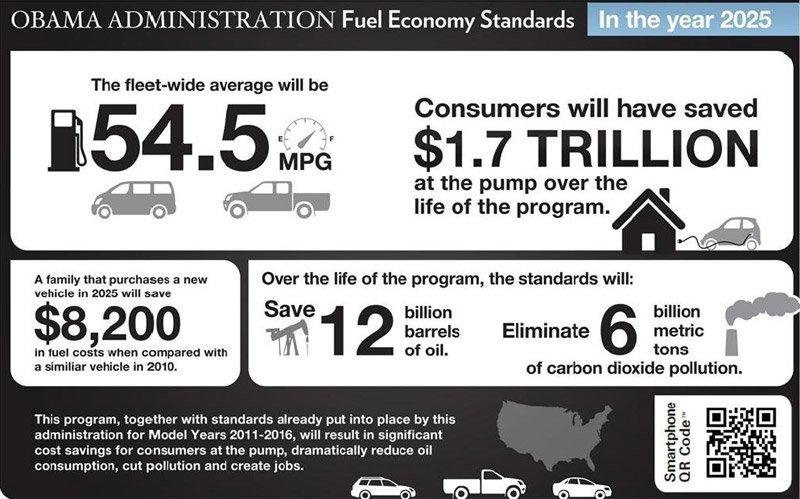 OBAMA ADMINISTRATION Fuel Economy Standards
In the year 2025
The fleet-wide average will be
54.5
E F
MPG
Consumers will have saved
$1.7 TRILLION
at the pump over the
life of the program.
A family that purchases a new
vehicle in 2025 will save
$8,200
in fuel costs when compared with
a similiar vehicle in 2010.
Over the life of the program, the standards will:
Save 12 billion
barrels
of oil.
Eliminate 6 billion
metric
tons
of carbon dioxide pollution.
This program, together with standards already put into place by this
administration for Model Years 2011-2016, will result in significant
cost savings for consumers at the pump, dramatically reduce oil
consumption, cut pollution and create jobs.
Smartphone
QR Code™